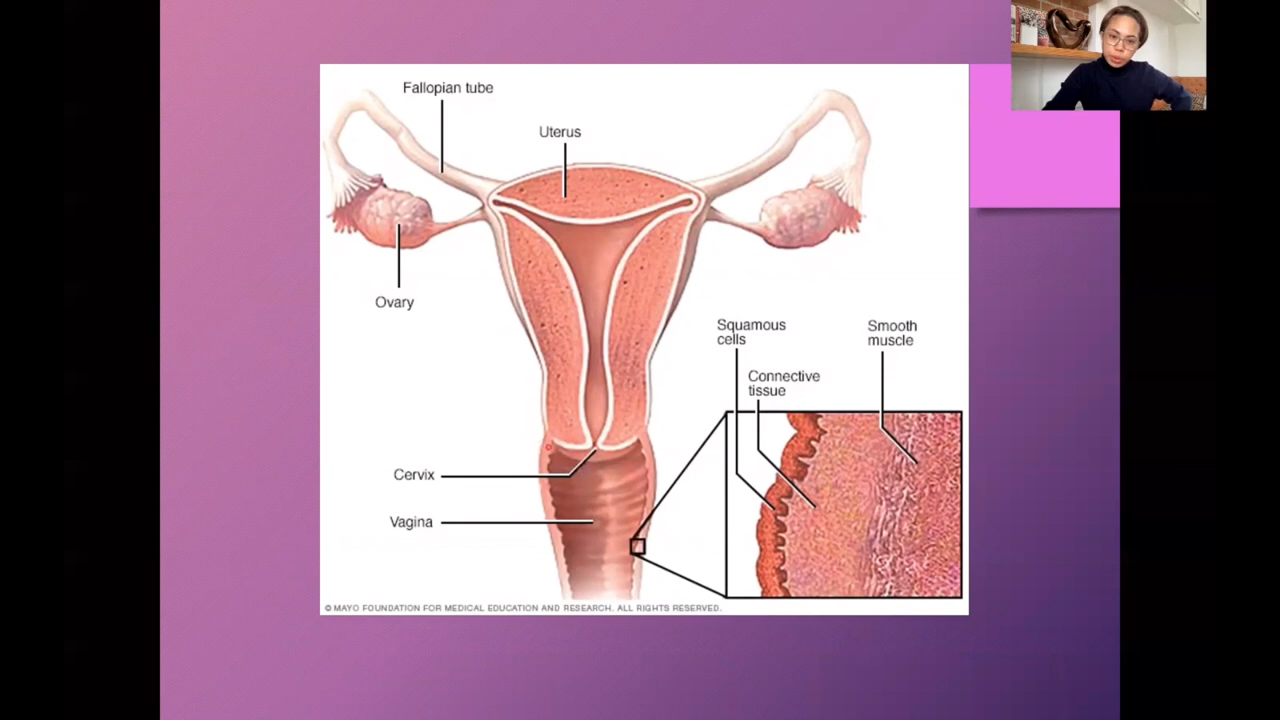 Fallopian tube
Uterus
Ovary
Squamous
cells
Smooth
muscle
Connective
tissue
Cervix
Vagina
© MAYO FOUNDATION FOR MEDICAL EDUCATION AND RESEARCH. ALL RIGHTS RESERVED.